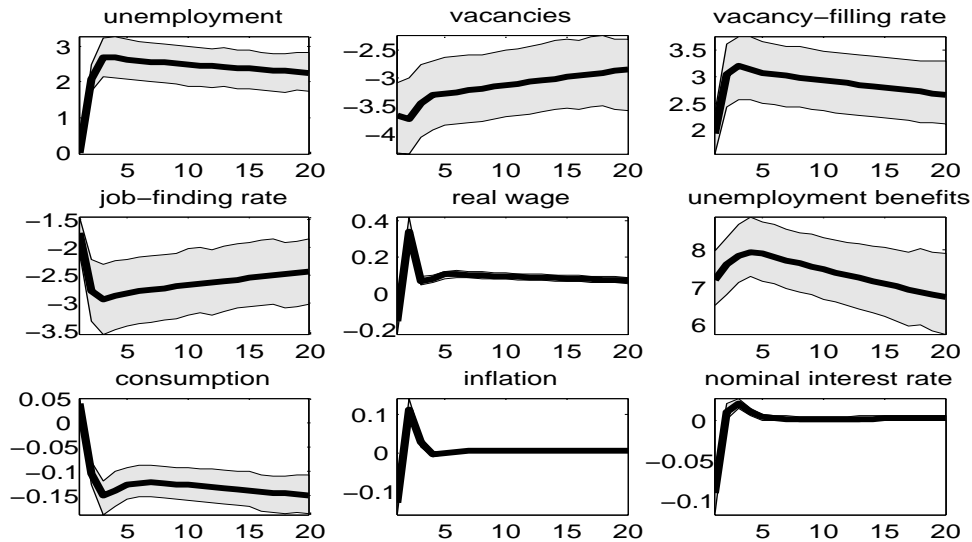 unemployment
3
2
1
0
5 10 15 20
vacancies
−2.5
−3
−3.5
−4
5 10 15 20
vacancy−filling rate
3.5
3
2.5
2
5 10 15 20
job−finding rate
−1.5
−2
−2.5
−3
−3.5
5 10 15 20
real wage
0.4
0.2
0
−0.2
5 10 15 20
unemployment benefits
8
7
6
5 10 15 20
consumption
0.05
0
−0.05
−0.1
−0.15
5 10 15 20
inflation
0.1
0
−0.1
5 10 15 20
nominal interest rate
0
−0.05
−0.1
5 10 15 20